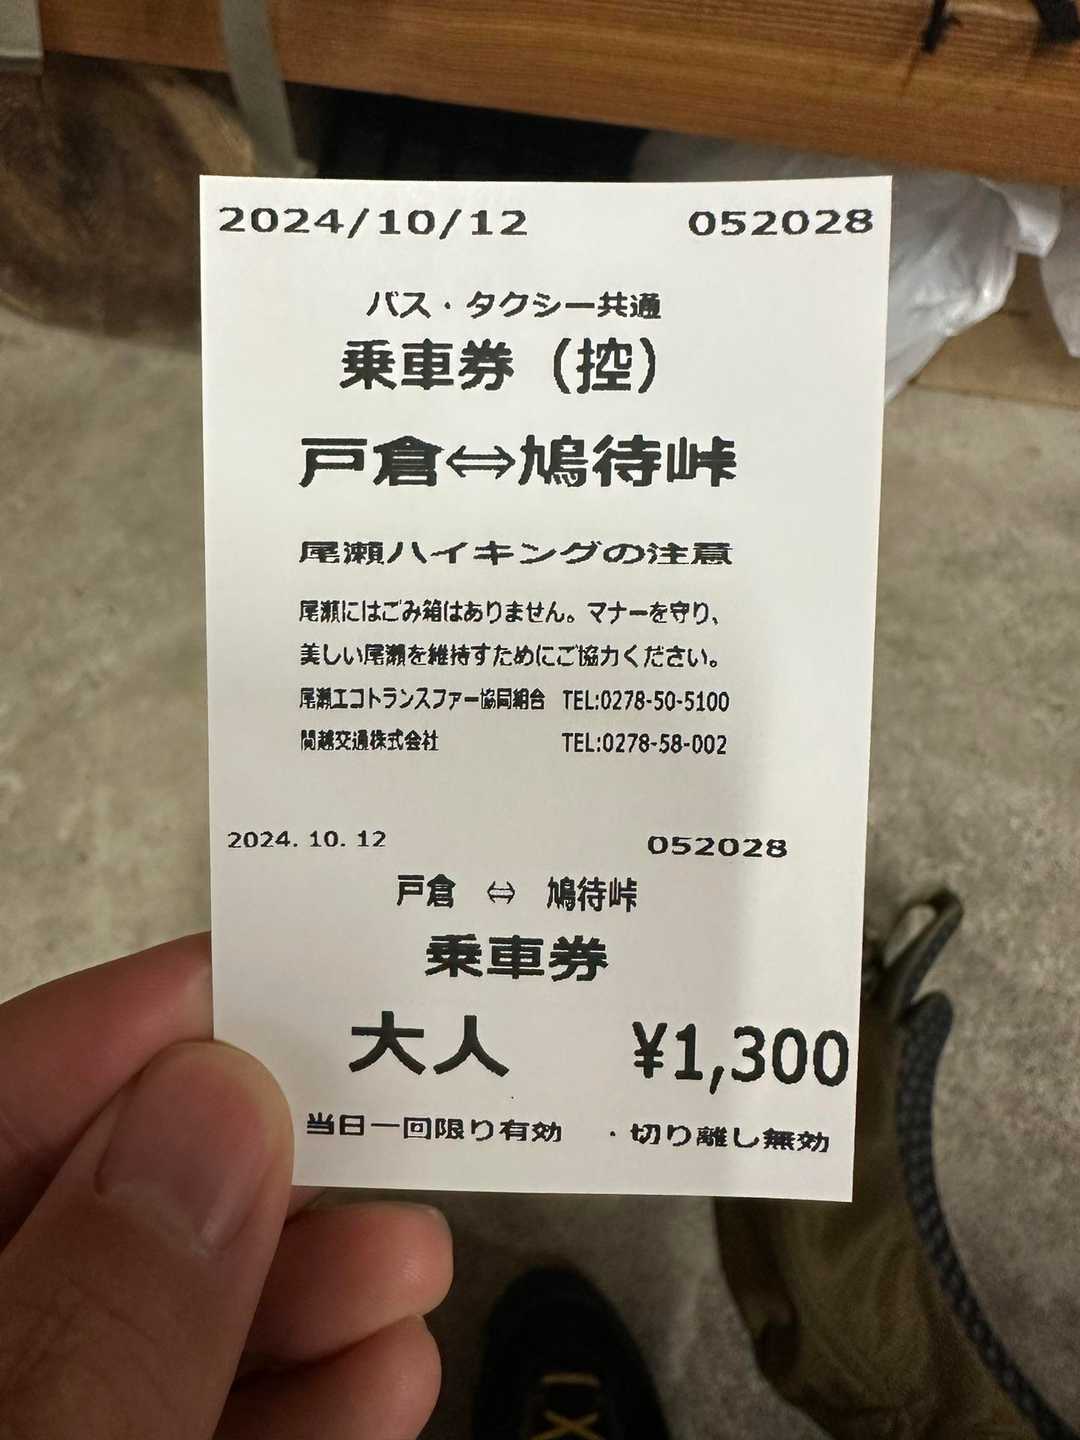 2024/10/12 052028
バス・タクシー共通
乗車券（控）
戸倉⇔鳩待峠
尾瀬ハイキングの注意
尾瀬にはごみ箱はありません。マナーを守り、
美しい尾瀬を維持すためにご協力ください。
尾瀬エコトランスファー協同組合 TEL:0278-50-5100
関越交通株式会社 TEL:0278-58-002
2024.10.12 052028
戸倉 ⇔ 鳩待峠
乗車券
大人 ¥1,300
当日一回限り有効 ・切り離し無効